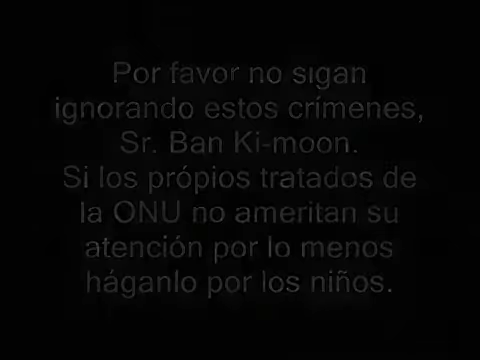 Por favor no sigan
ignorando estos crímenes,
Sr. Ban Ki-moon.
Si los própios tratados de
la ONU no ameritan su
atención por lo menos
háganlo por los niños.